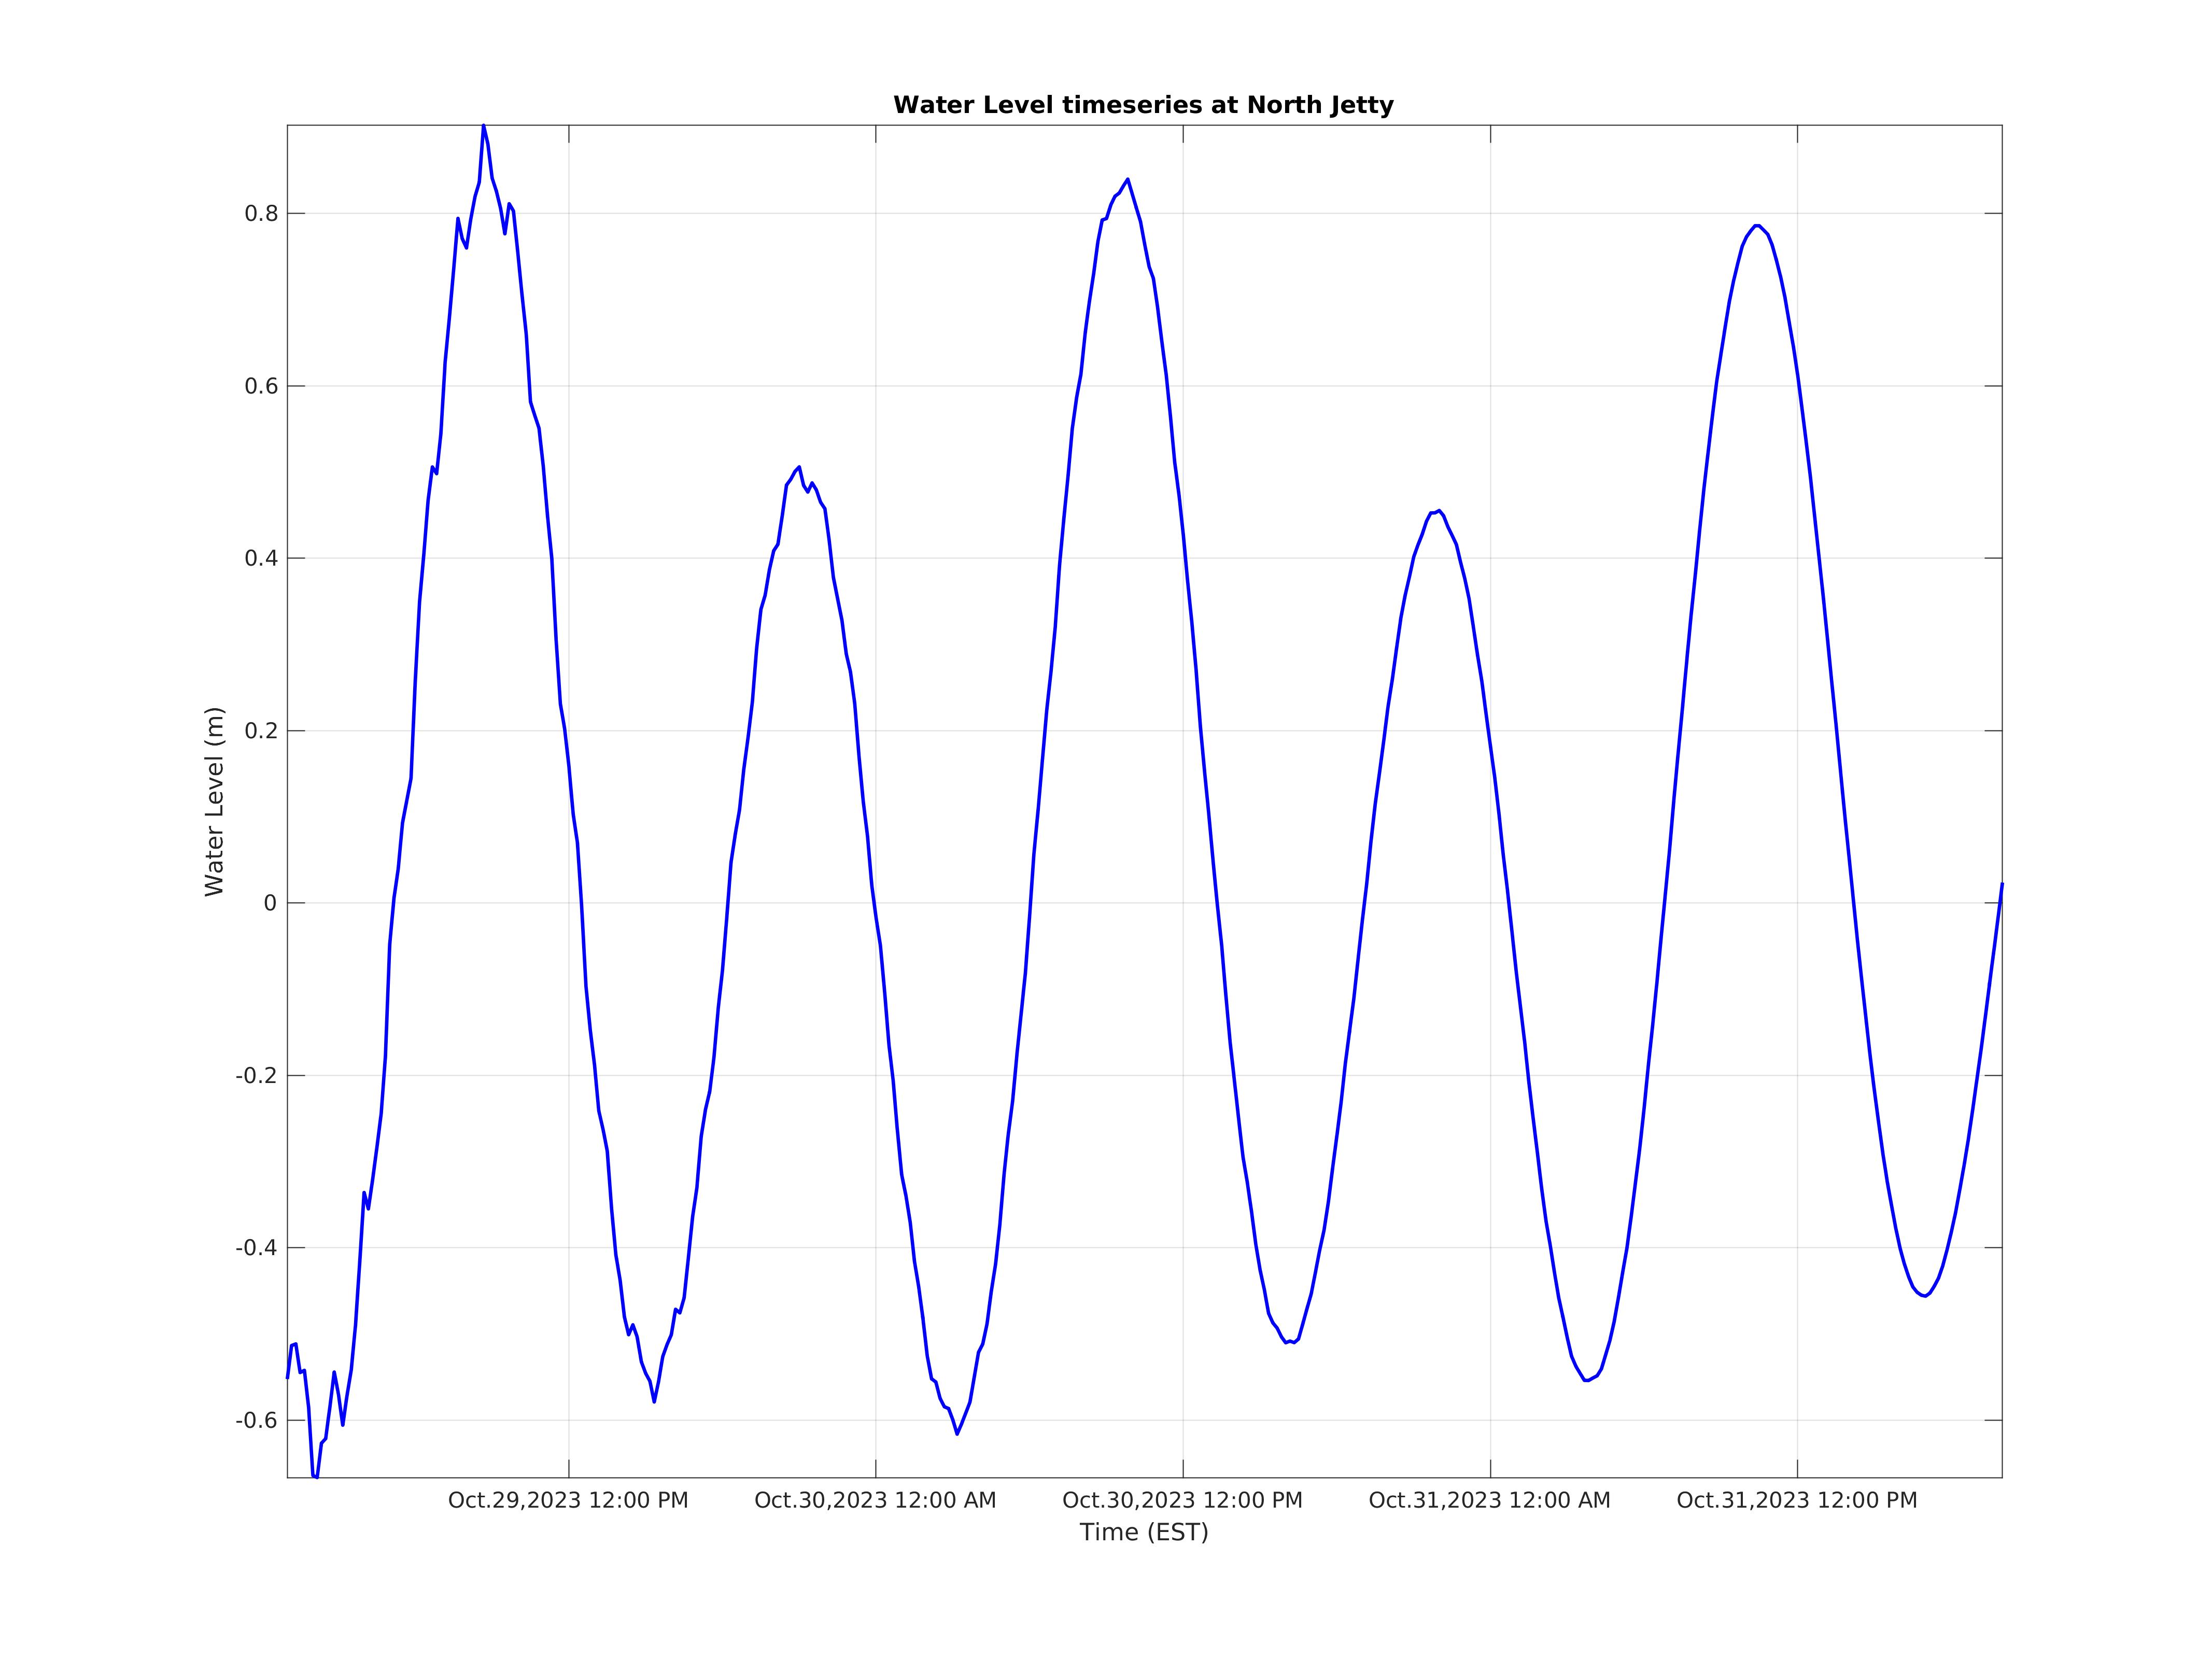 Water Level timeseries at North Jetty
0.8
0.6
0.4
0.2
0
-0.2
-0.4
-0.6
Water Level (m)
Oct.29,2023 12:00 PM
Oct.30,2023 12:00 AM
Oct.30,2023 12:00 PM
Oct.31,2023 12:00 AM
Oct.31,2023 12:00 PM
Time (EST)